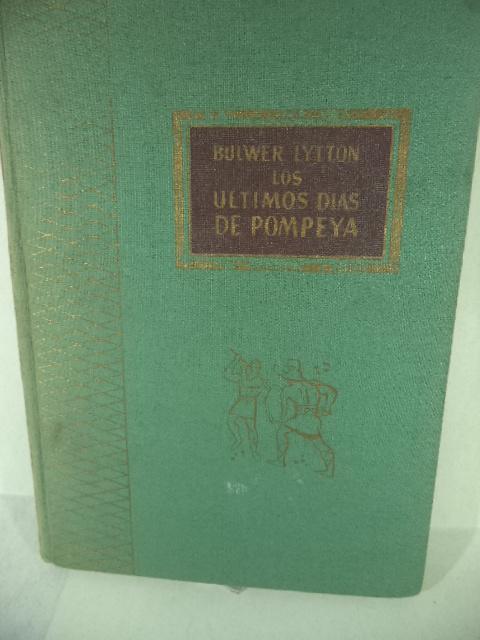 BULWER LYTTON
LOS
ULTIMOS DIAS
DE POMPEYA